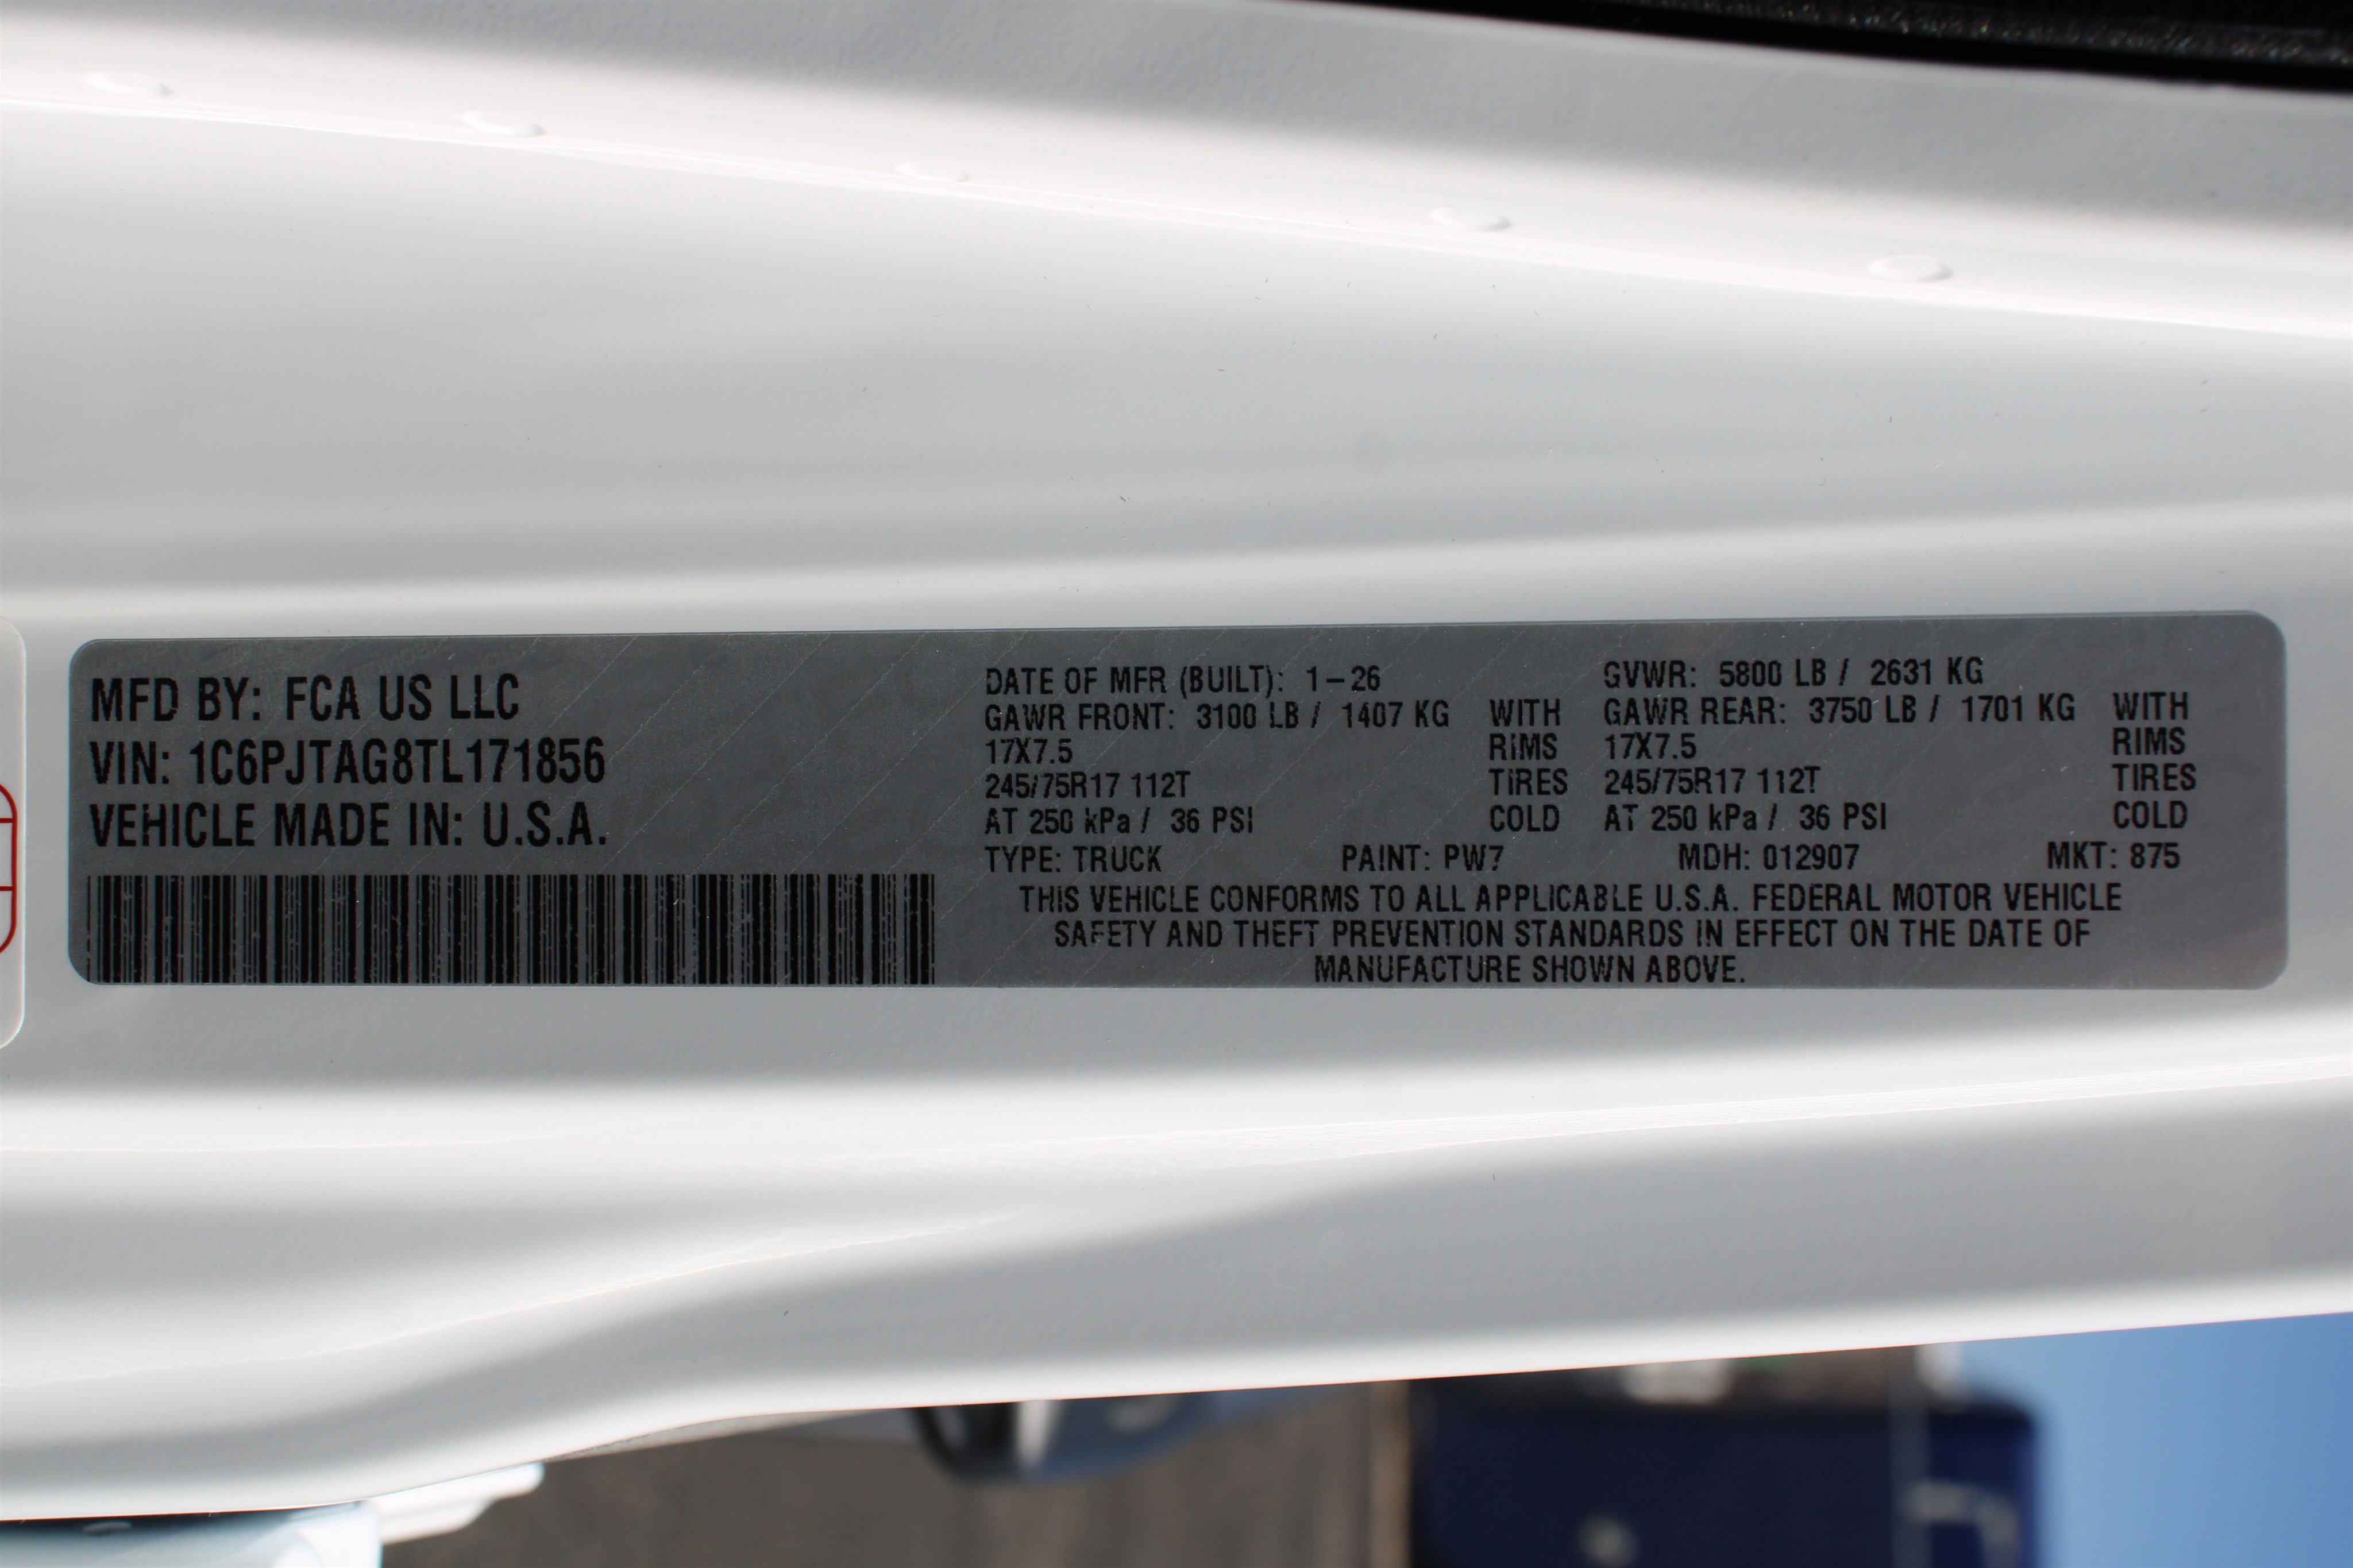 MFD BY: FCA US LLC
VIN: 1C6PJTAG8TL171856
VEHICLE MADE IN: U.S.A.
DATE OF MFR (BUILT): 1-26 GVWR: 5800 LB / 2631 KG
GAWR FRONT: 3100 LB / 1407 KG WITH GAWR REAR: 3750 LB / 1701 KG WITH
17X7.5 RIMS 17X7.5 RIMS
245/75R17 112T TIRES 245/75R17 112T TIRES
AT 250 kPa / 36 PSI COLD AT 250 kPa / 36 PSI COLD
TYPE: TRUCK PAINT: PW7 MDH: 012907 MKT: 875
THIS VEHICLE CONFORMS TO ALL APPLICABLE U.S.A. FEDERAL MOTOR VEHICLE
SAFETY AND THEFT PREVENTION STANDARDS IN EFFECT ON THE DATE OF
MANUFACTURE SHOWN ABOVE.